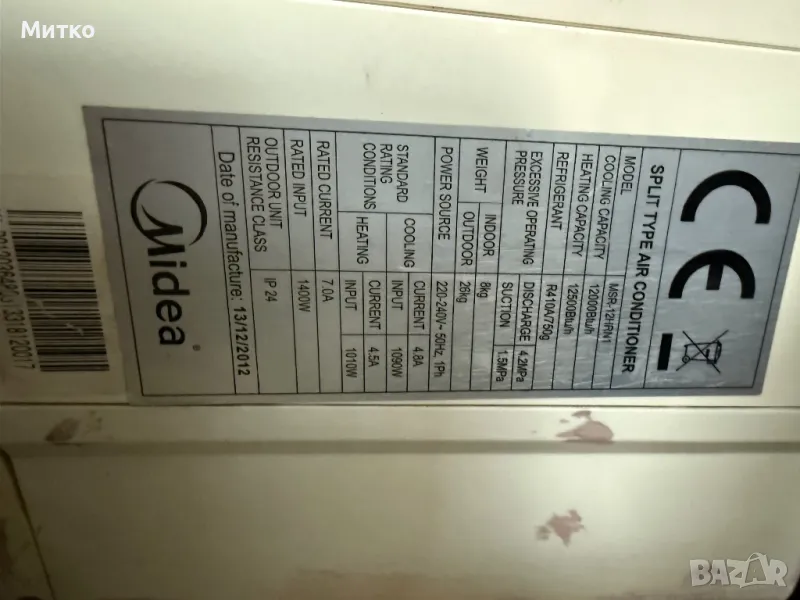 Митко
CE
SPLIT TYPE AIR CONDITIONER
MODEL MSR-12HRN1
COOLING CAPACITY 12000Btu/h
HEATING CAPACITY 12500Btu/h
REFRIGERANT R410A/750g
EXCESSIVE OPERATING PRESSURE DISCHARGE 4.2MPa
SUCTION 1.5MPa
WEIGHT INDOOR 8kg
OUTDOOR 26kg
POWER SOURCE 220-240V~ 50Hz, 1Ph
STANDARD RATING CONDITIONS COOLING CURRENT 4.8A
INPUT 1090W
HEATING CURRENT 4.5A
INPUT 1010W
RATED CURRENT 7.0A
RATED INPUT 1400W
OUTDOOR UNIT RESISTANCE CLASS IP 24
Date of manufacture: 13/12/2012
Midea®
BAZAR